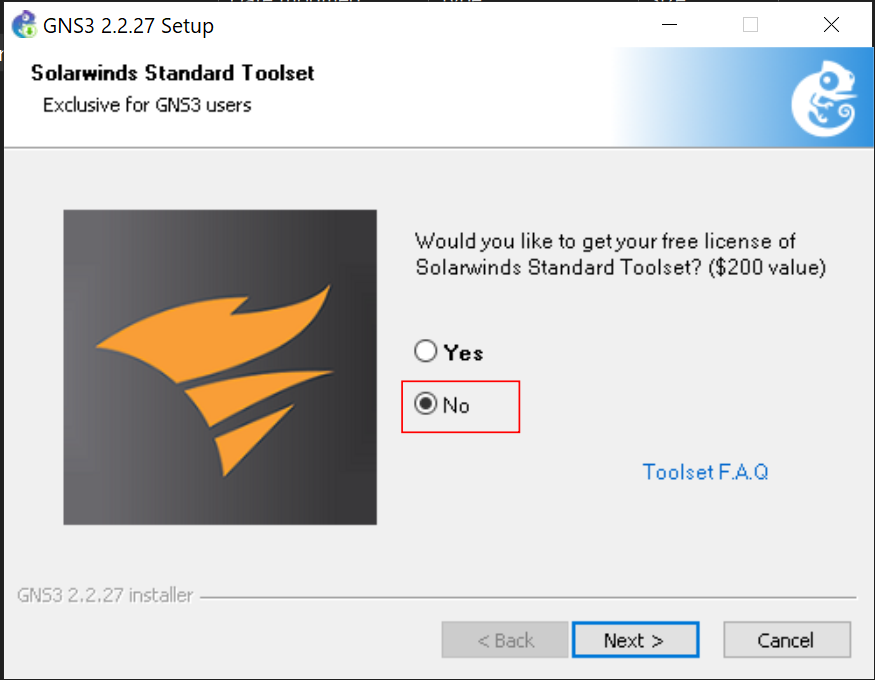 GNS3 2.2.27 Setup
Solarwinds Standard Toolset
Exclusive for GNS3 users
Would you like to get your free license of
Solarwinds Standard Toolset? ($200 value)
Yes
No
Toolset F.A.Q
GNS3 2.2.27 installer
< Back
Next >
Cancel